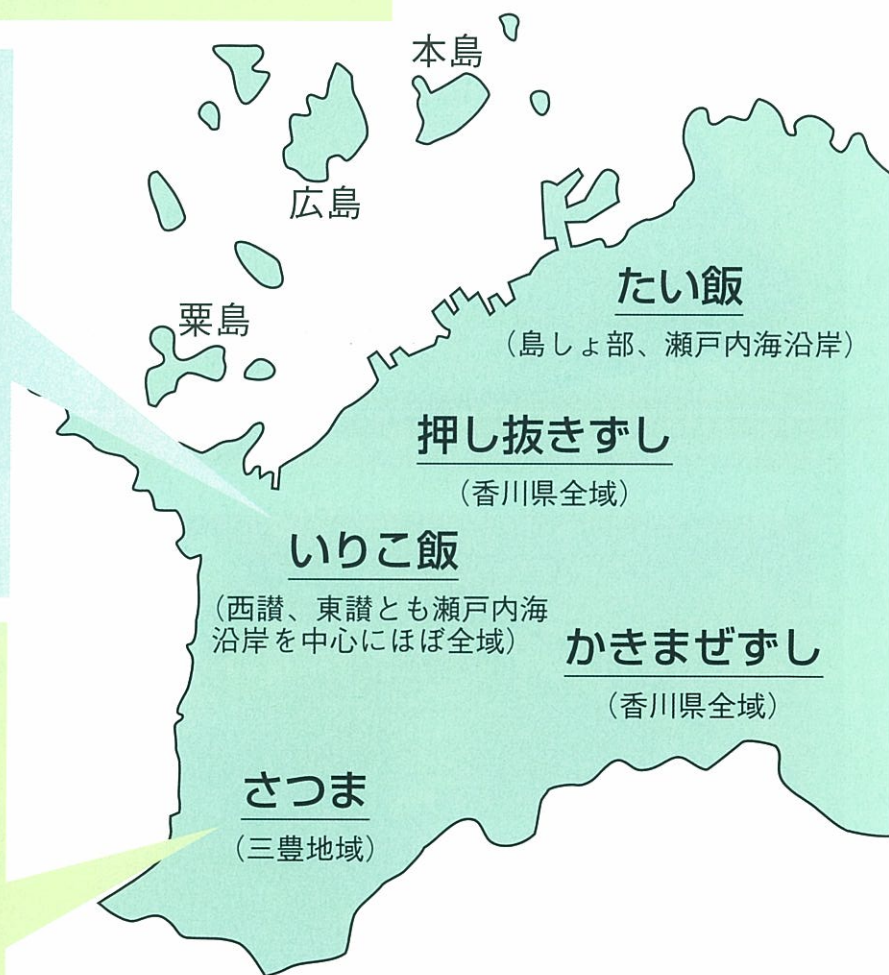 本島
広島
粟島
たい飯
(島しょ部、瀬戸内海沿岸)
押し抜きずし
(香川県全域)
いりこ飯
(西讃、東讃とも瀬戸内海
沿岸を中心にほぼ全域)
かきまぜずし
(香川県全域)
さつま
(三豊地域)